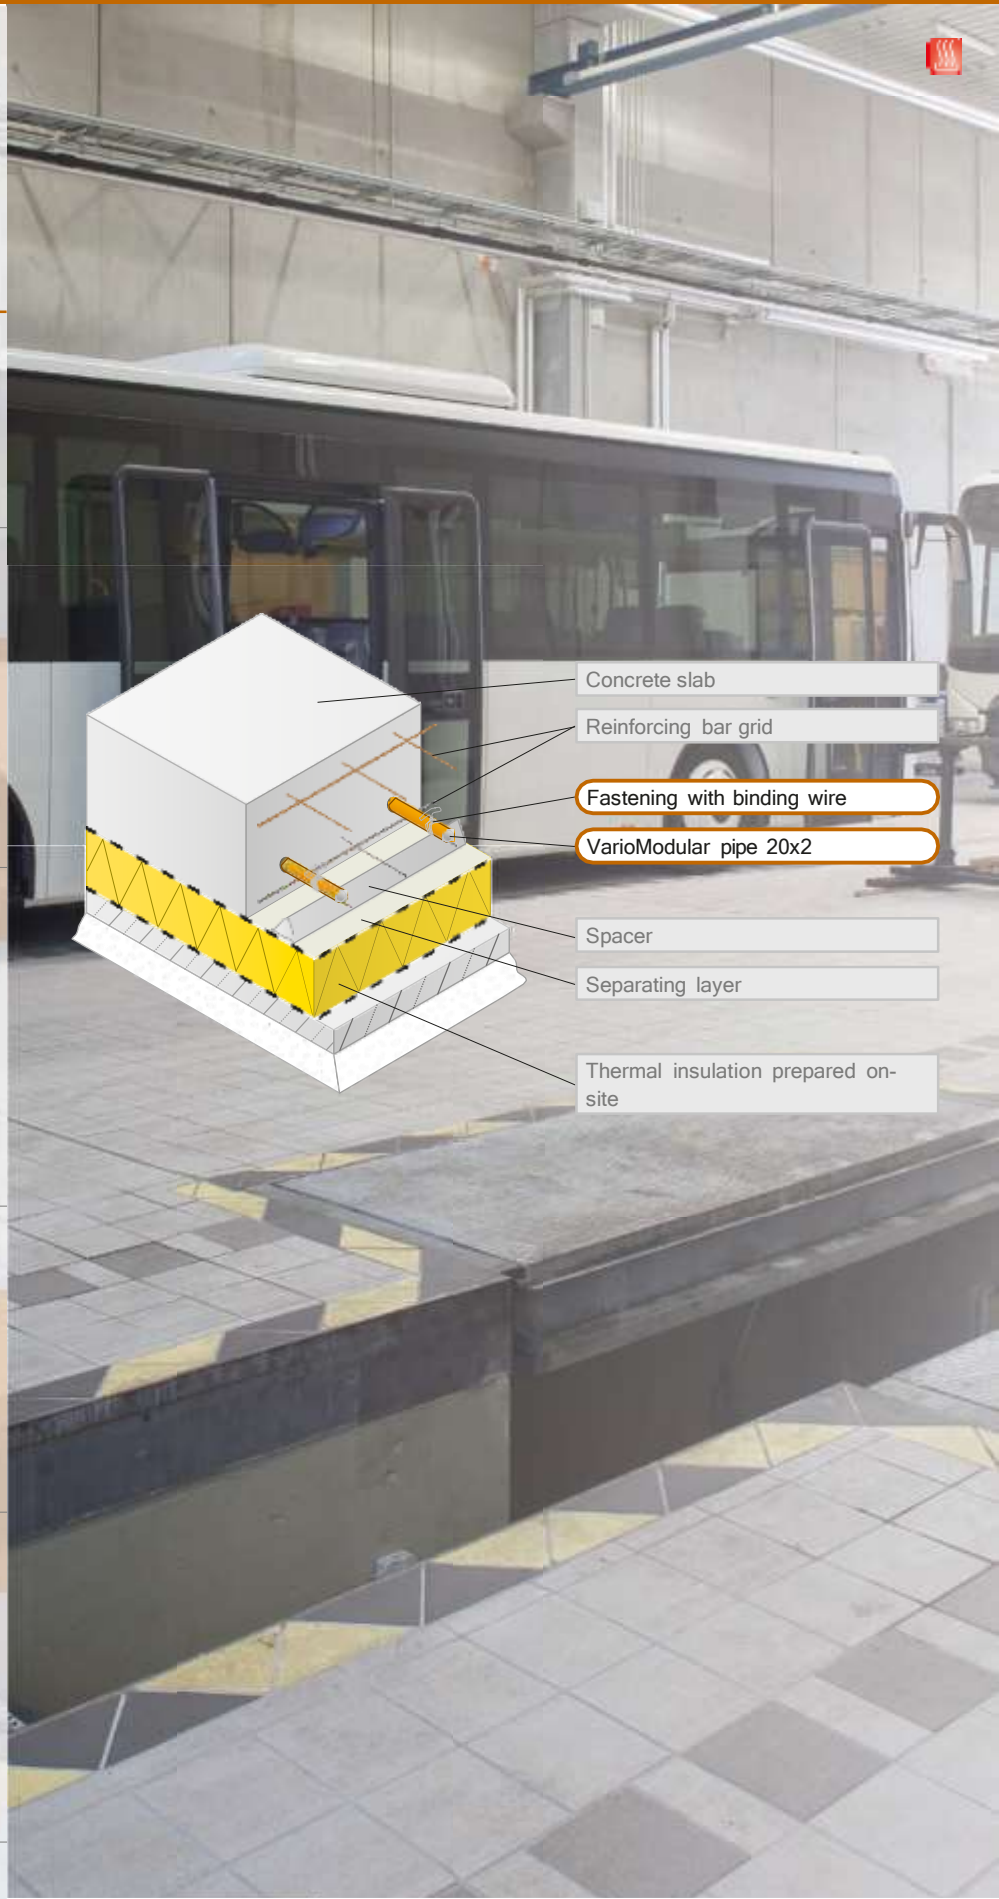 Concrete slab
Reinforcing bar grid
Fastening with binding wire
VarioModular pipe 20x2
Spacer
Separating layer
Thermal insulation prepared on-
site